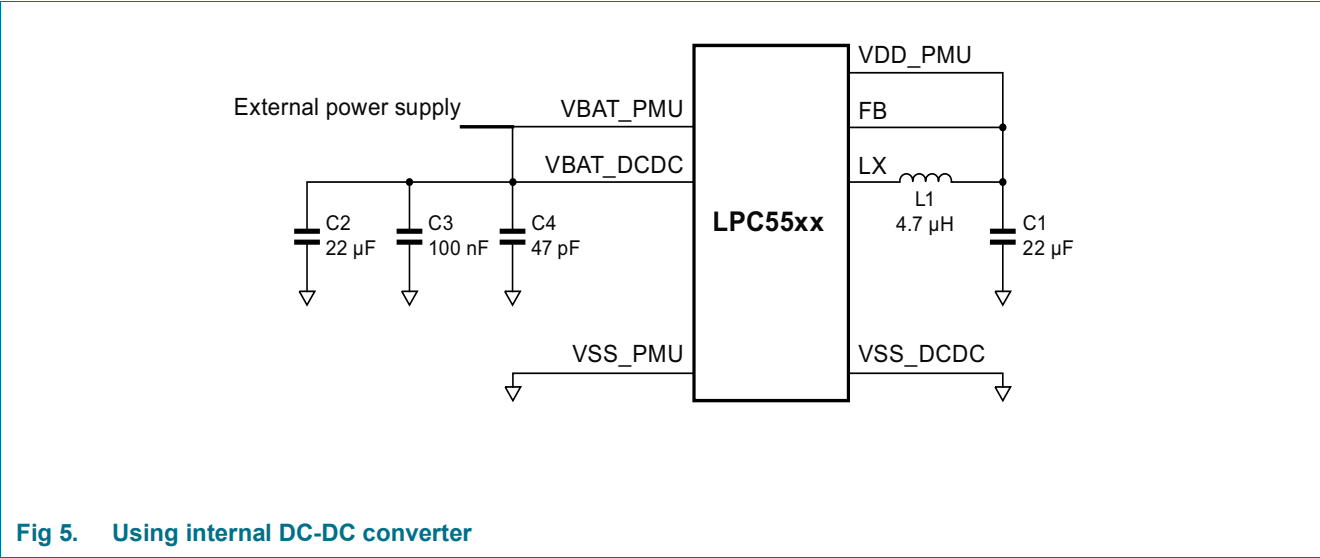 VDD_PMU
External power supply
VBAT_PMU
FB
VBAT_DCDC
LX
L1
4.7 µH
LPC55xx
C2
22 µF
C3
100 nF
C4
47 pF
C1
22 µF
VSS_PMU
VSS_DCDC
Fig 5. Using internal DC-DC converter